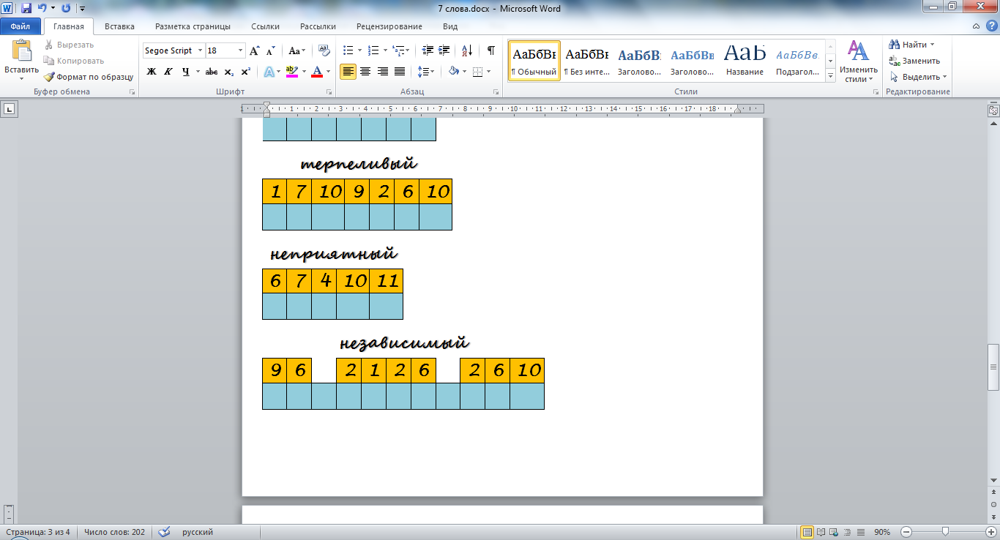 7 слова.docx - Microsoft Word
Файл Главная Вставка Разметка страницы Ссылки Рассылки Рецензирование Вид
Вставить
Вырезать
Копировать
Формат по образцу
Буфер обмена
Segoe Script 18
Ж К Ч abc x₂ x²
Шрифт
Абзац
АаБбВı АаБбВı АаБбВ АаБбВв АаБ АаБбВв.
¶ Обычный ¶ Без инте... Заголово... Заголово... Название Подзагол...
Изменить стили
Стили
Найти
Заменить
Выделить
Редактирование
1 1 2 3 4 5 6 7 8 9 10 11 12 13 14 15 16 17 18
терпеливый
1 7 10 9 2 6 10
неприятный
6 7 4 10 11
независимый
9 6 2 1 2 6 2 6 10
Страница: 3 из 4 Число слов: 202 русский 90%